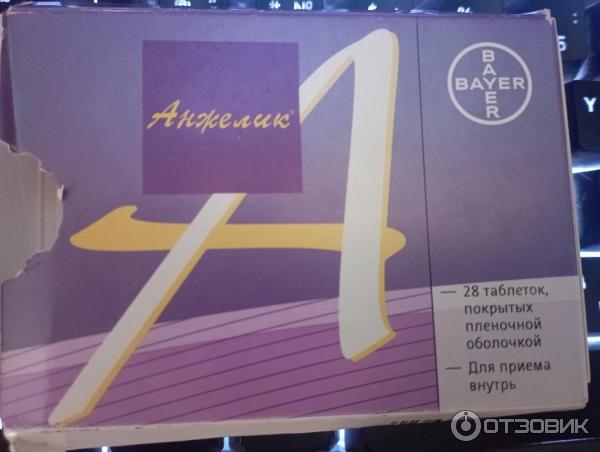 Анжелик®
BAYER
BAYER
— 28 таблеток,
покрытых
пленочной
оболочкой
— Для приема
внутрь
ОТЗОВИК